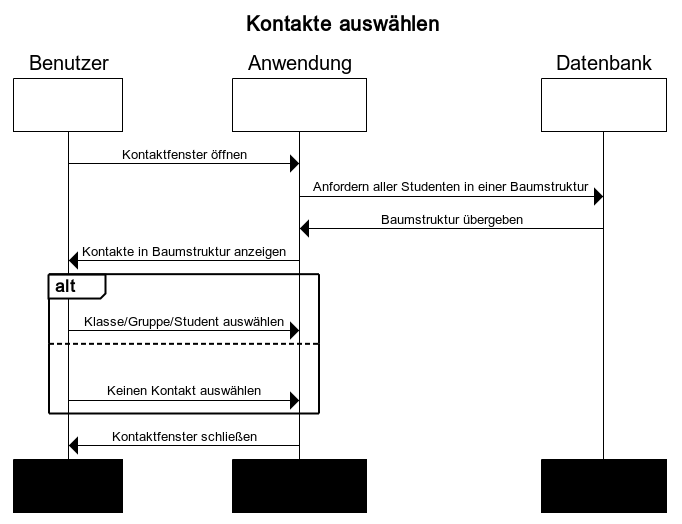 Kontakte auswählen
Benutzer
Anwendung
Datenbank
Kontaktfenster öffnen
Anfordern aller Studenten in einer Baumstruktur
Baumstruktur übergeben
Kontakte in Baumstruktur anzeigen
alt
Klasse/Gruppe/Student auswählen
Keinen Kontakt auswählen
Kontaktfenster schließen